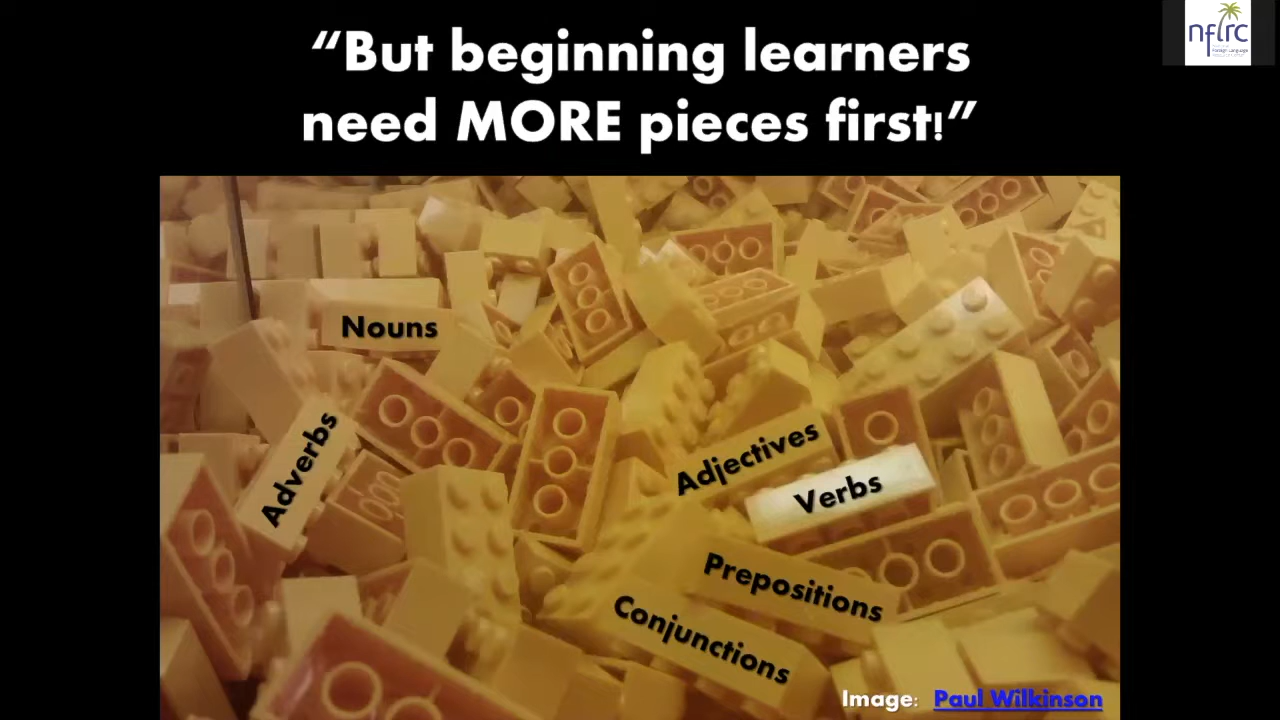 “But beginning learners
need MORE pieces first!”
nflrc
Nouns
Adverbs
Adjectives
Verbs
Prepositions
Conjunctions
Image: Paul Wilkinson